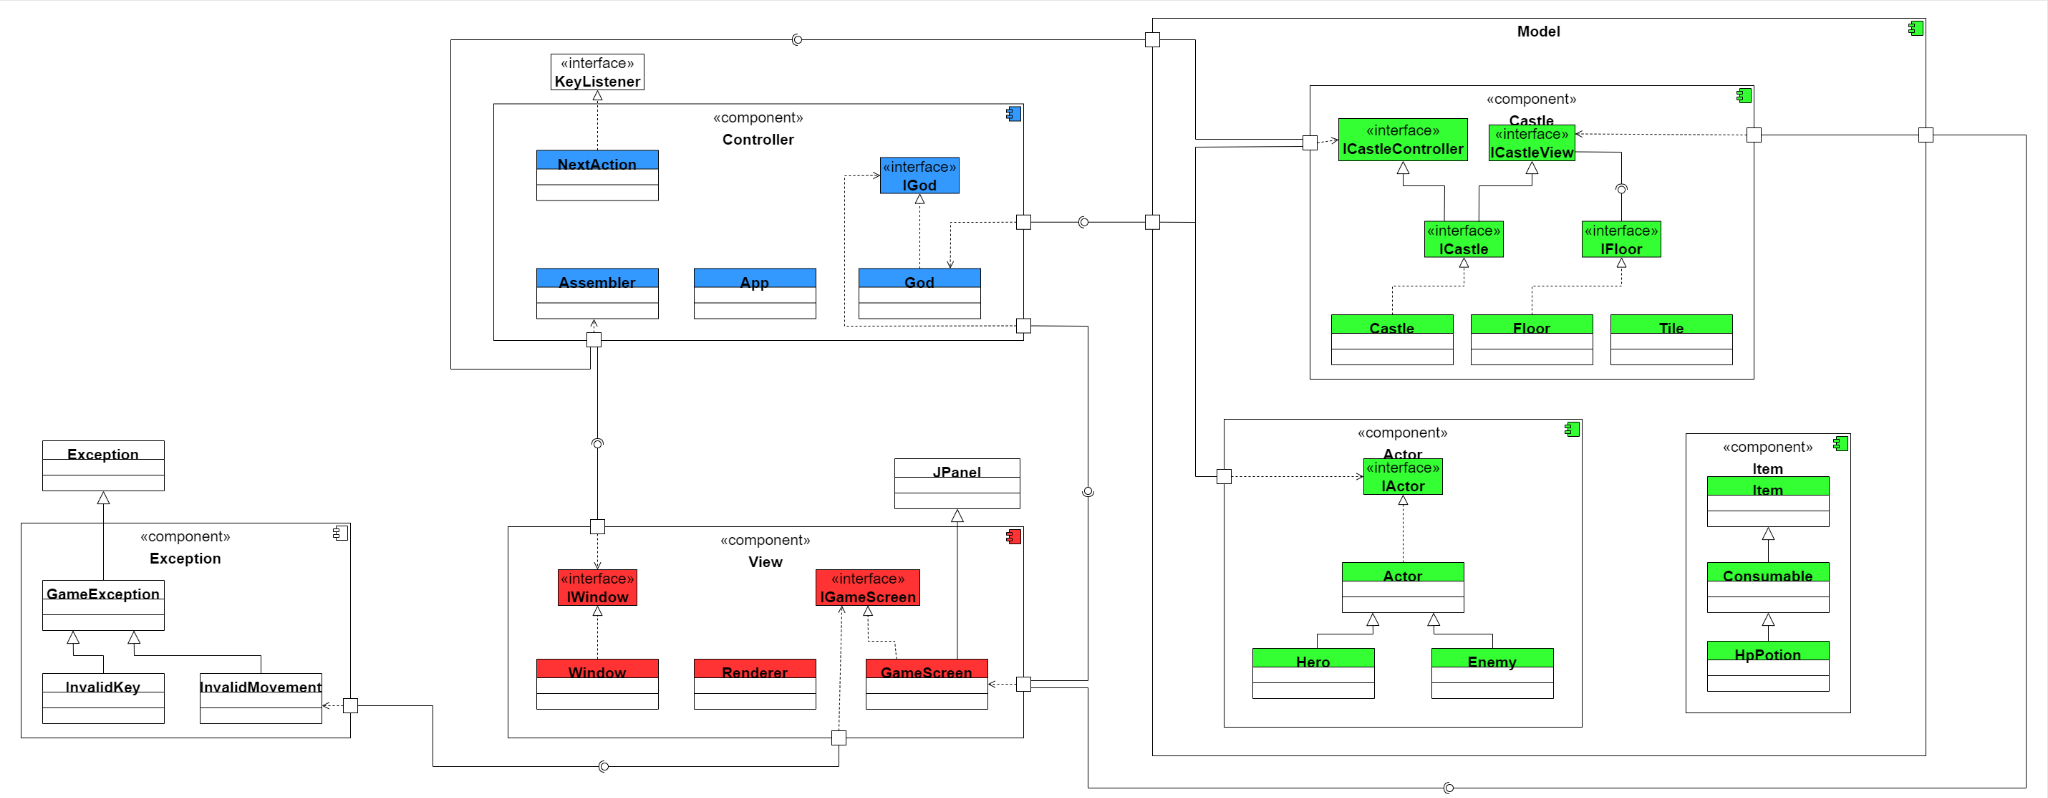 Model
«interface»
KeyListener
«component»
Controller
NextAction
«interface»
IGod
Assembler
App
God
«component»
Castle
«interface»
ICastleController
«interface»
ICastleView
«interface»
ICastle
«interface»
IFloor
Castle
Floor
Tile
Exception
«component»
Exception
GameException
InvalidKey
InvalidMovement
JPanel
«component»
View
«interface»
IWindow
«interface»
IGameScreen
Window
Renderer
GameScreen
«component»
Actor
«interface»
IActor
Actor
Hero
Enemy
«component»
Item
Item
Consumable
HpPotion